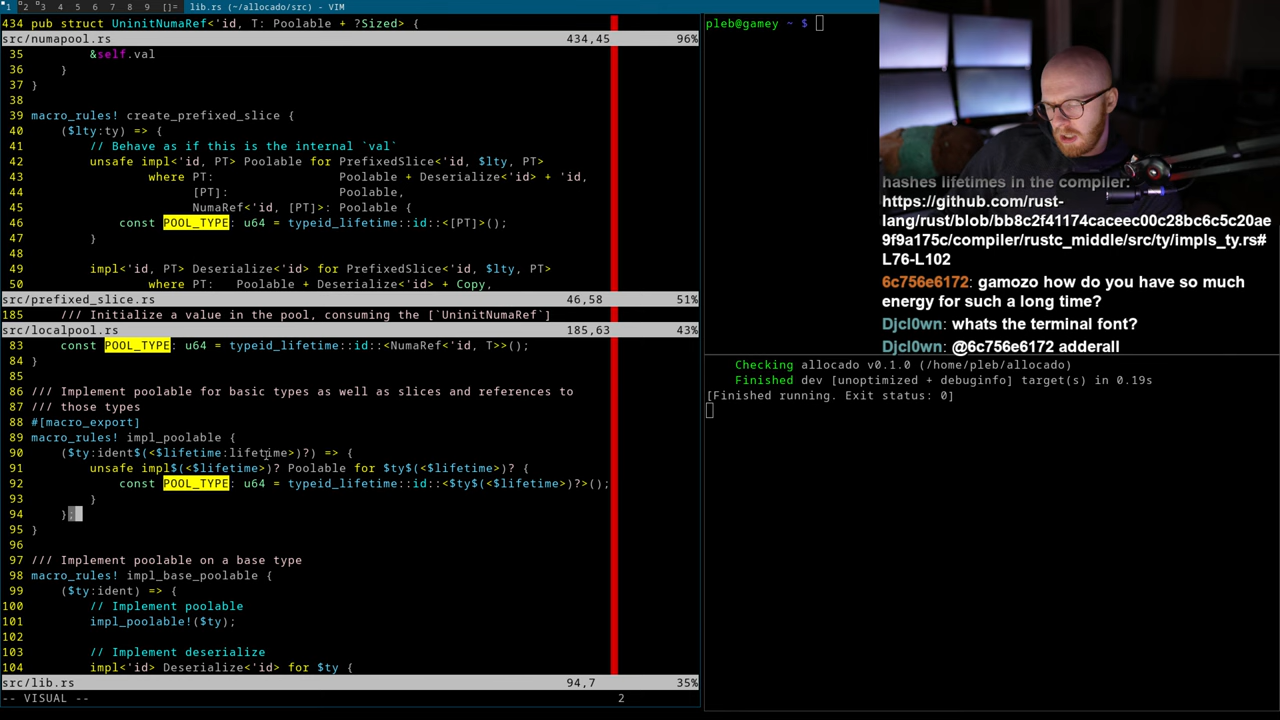 1 2 3 4 5 6 7 8 9 []= lib.rs (~/allocado/src) - VIM
434 pub struct UninitNumaRef<'id, T: Poolable + ?Sized> {
src/numapool.rs 434,45 96%
35 &self.val
36 }
37 }
38
39 macro_rules! create_prefixed_slice {
40 ($lty:ty) => {
41 // Behave as if this is the internal `val`
42 unsafe impl<'id, PT> Poolable for PrefixedSlice<'id, $lty, PT>
43 where PT: Poolable + Deserialize<'id> + 'id,
44 [PT]: Poolable,
45 NumaRef<'id, [PT]>: Poolable {
46 const POOL_TYPE: u64 = typeid_lifetime::id::<[PT]>();
47 }
48
49 impl<'id, PT> Deserialize<'id> for PrefixedSlice<'id, $lty, PT>
50 where PT: Poolable + Deserialize<'id> + Copy,
src/prefixed_slice.rs 46,58 51%
185 /// Initialize a value in the pool, consuming the [`UninitNumaRef`]
src/localpool.rs 185,63 43%
83 const POOL_TYPE: u64 = typeid_lifetime::id::<NumaRef<'id, T>>();
84 }
85
86 /// Implement poolable for basic types as well as slices and references to
87 /// those types
88 #[macro_export]
89 macro_rules! impl_poolable {
90 ($ty:ident$(<$lifetime:lifetime>)?) => {
91 unsafe impl$(<$lifetime>)? Poolable for $ty$(<$lifetime>)? {
92 const POOL_TYPE: u64 = typeid_lifetime::id::<$ty$(<$lifetime>)?>();
93 }
94 };
95 }
96
97 /// Implement poolable on a base type
98 macro_rules! impl_base_poolable {
99 ($ty:ident) => {
100 // Implement poolable
101 impl_poolable!($ty);
102
103 // Implement deserialize
104 impl<'id> Deserialize<'id> for $ty {
src/lib.rs 94,7 35%
-- VISUAL -- 2
pleb@gamey ~ $
hashes lifetimes in the compiler:
https://github.com/rust-
lang/rust/blob/bb8c2f41174caceec00c28bc6c5c20ae
9f9a175c/compiler/rustc_middle/src/ty/impls_ty.rs#
L76-L102
6c756e6172: gamozo how do you have so much
energy for such a long time?
Djcl0wn: whats the terminal font?
Djcl0wn: @6c756e6172 adderall
Checking allocado v0.1.0 (/home/pleb/allocado)
Finished dev [unoptimized + debuginfo] target(s) in 0.19s
[Finished running. Exit status: 0]